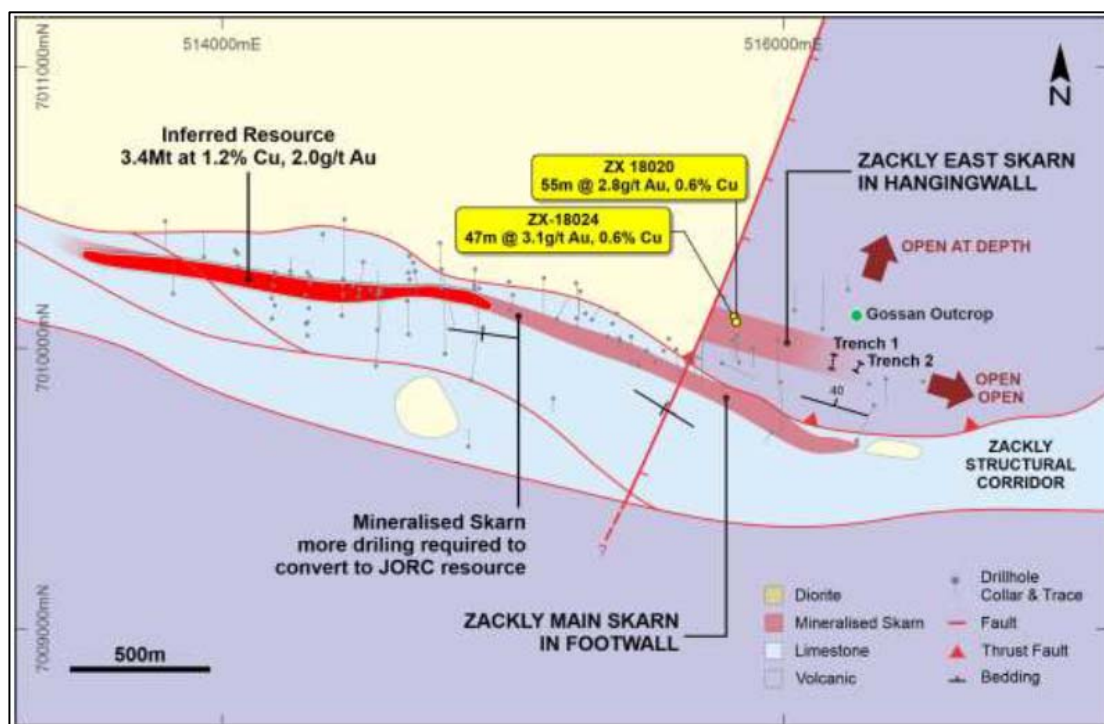 514000mE
516000mE
7011000mN
N
Inferred Resource
3.4Mt at 1.2% Cu, 2.0g/t Au
ZX 18020
55m @ 2.8g/t Au, 0.6% Cu
ZACKLY EAST SKARN
IN HANGINGWALL
ZX-18024
47m @ 3.1g/t Au, 0.6% Cu
OPEN AT DEPTH
Gossan Outcrop
7010000mN
Trench 1
Trench 2
40
OPEN
OPEN
ZACKLY
STRUCTURAL
CORRIDOR
Mineralised Skarn
more driling required to
convert to JORC resource
?
ZACKLY MAIN SKARN
IN FOOTWALL
7009000mN
500m
Diorite
Mineralised Skarn
Limestone
Volcanic
Drillhole
Collar & Trace
Fault
Thrust Fault
Bedding